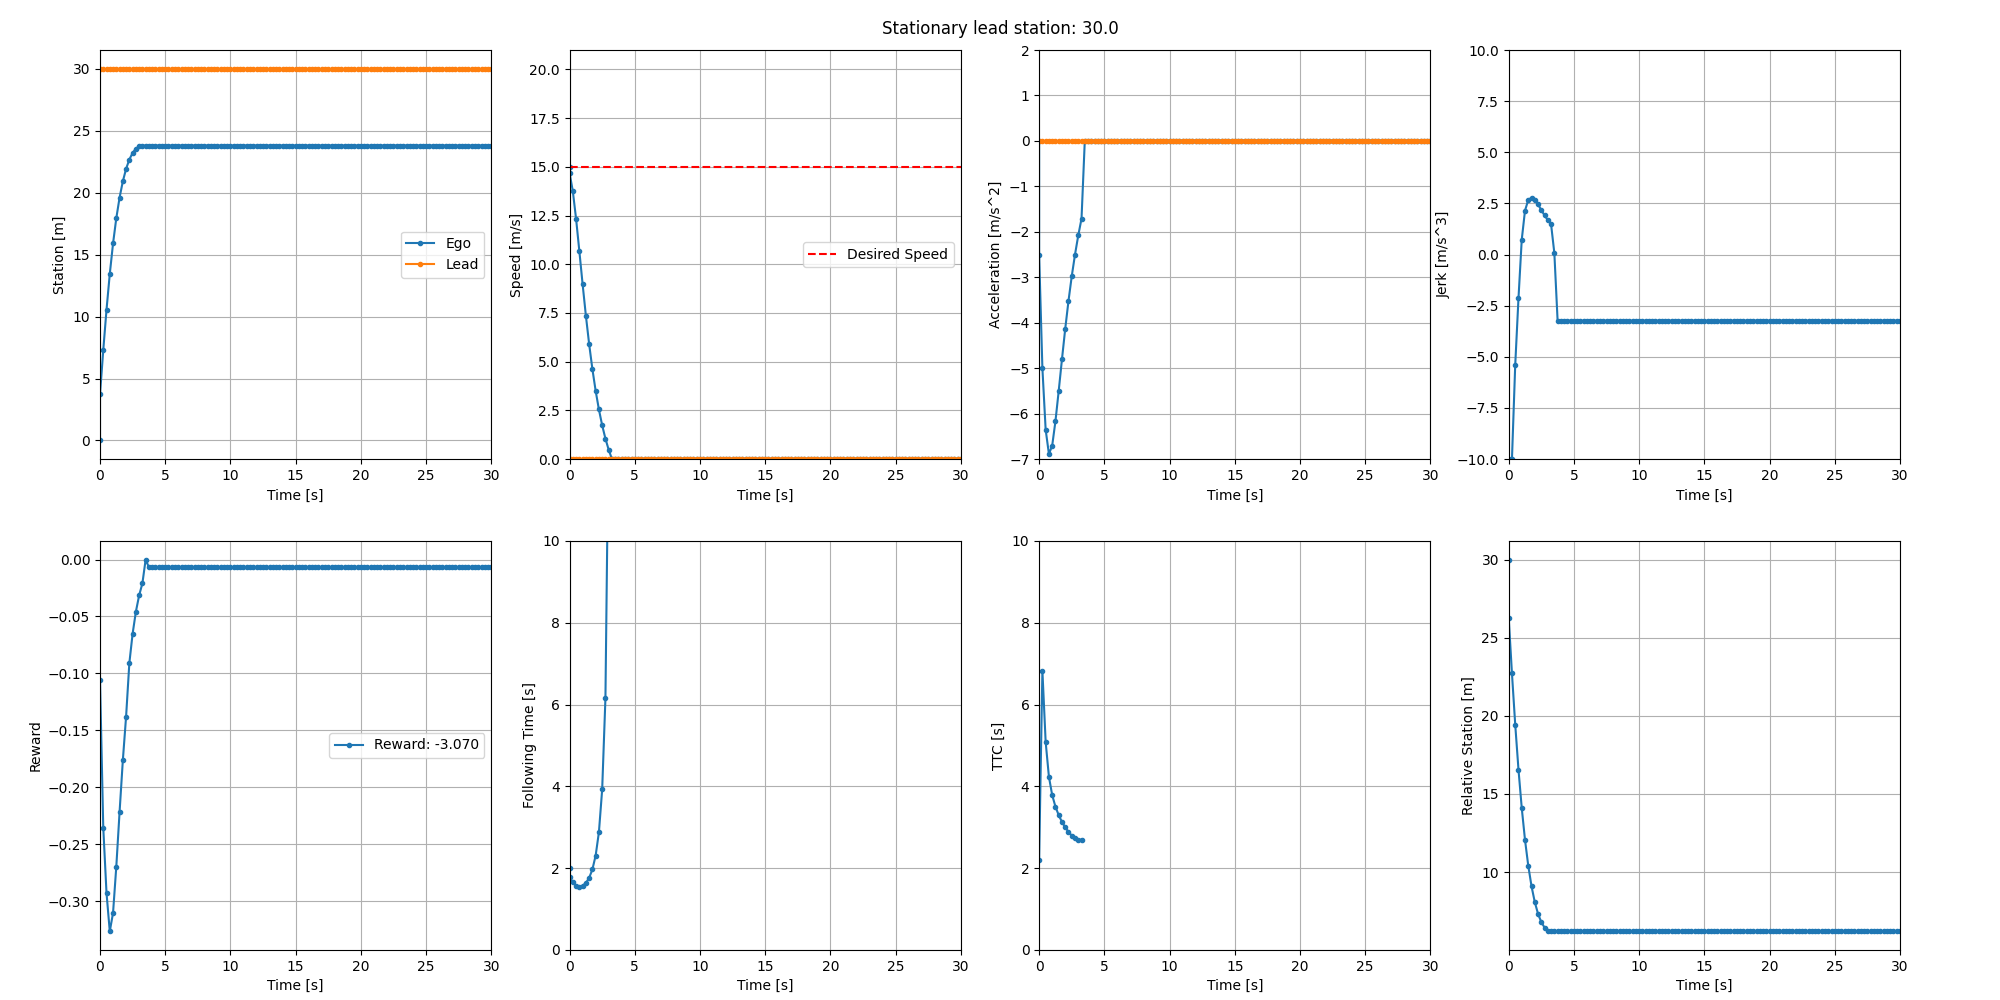 Stationary lead station: 30.0
Station [m]
30
25
20
15
10
5
0
Ego
Lead
0 5 10 15 20 25 30
Time [s]
Speed [m/s]
20.0
17.5
15.0
12.5
10.0
7.5
5.0
2.5
0.0
Desired Speed
0 5 10 15 20 25 30
Time [s]
Acceleration [m/s^2]
2
1
0
−1
−2
−3
−4
−5
−6
−7
0 5 10 15 20 25 30
Time [s]
Jerk [m/s^3]
10.0
7.5
5.0
2.5
0.0
−2.5
−5.0
−7.5
−10.0
0 5 10 15 20 25 30
Time [s]
Reward
0.00
−0.05
−0.10
−0.15
−0.20
−0.25
−0.30
Reward: -3.070
0 5 10 15 20 25 30
Time [s]
Following Time [s]
10
8
6
4
2
0
0 5 10 15 20 25 30
Time [s]
TTC [s]
10
8
6
4
2
0
0 5 10 15 20 25 30
Time [s]
Relative Station [m]
30
25
20
15
10
0 5 10 15 20 25 30
Time [s]